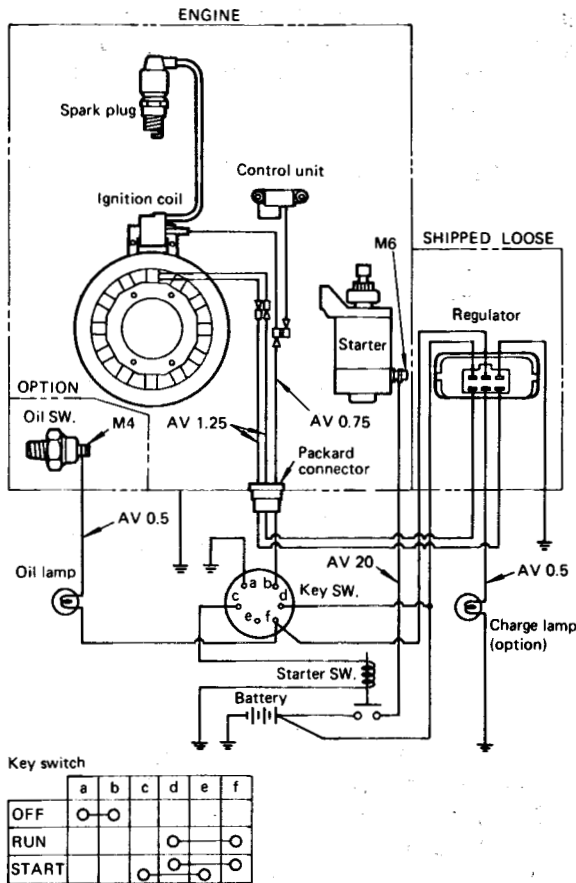 ENGINE
Spark plug
Control unit
Ignition coil
M6
SHIPPED LOOSE
Regulator
Starter
OPTION
Oil SW.
M4
AV 1.25
AV 0.75
Packard
connector
AV 0.5
AV 20
AV 0.5
Oil lamp
a b
c d
e f
Key SW.
Charge lamp
(option)
Starter SW.
Battery
Key switch
a b c d e f
OFF
RUN
START